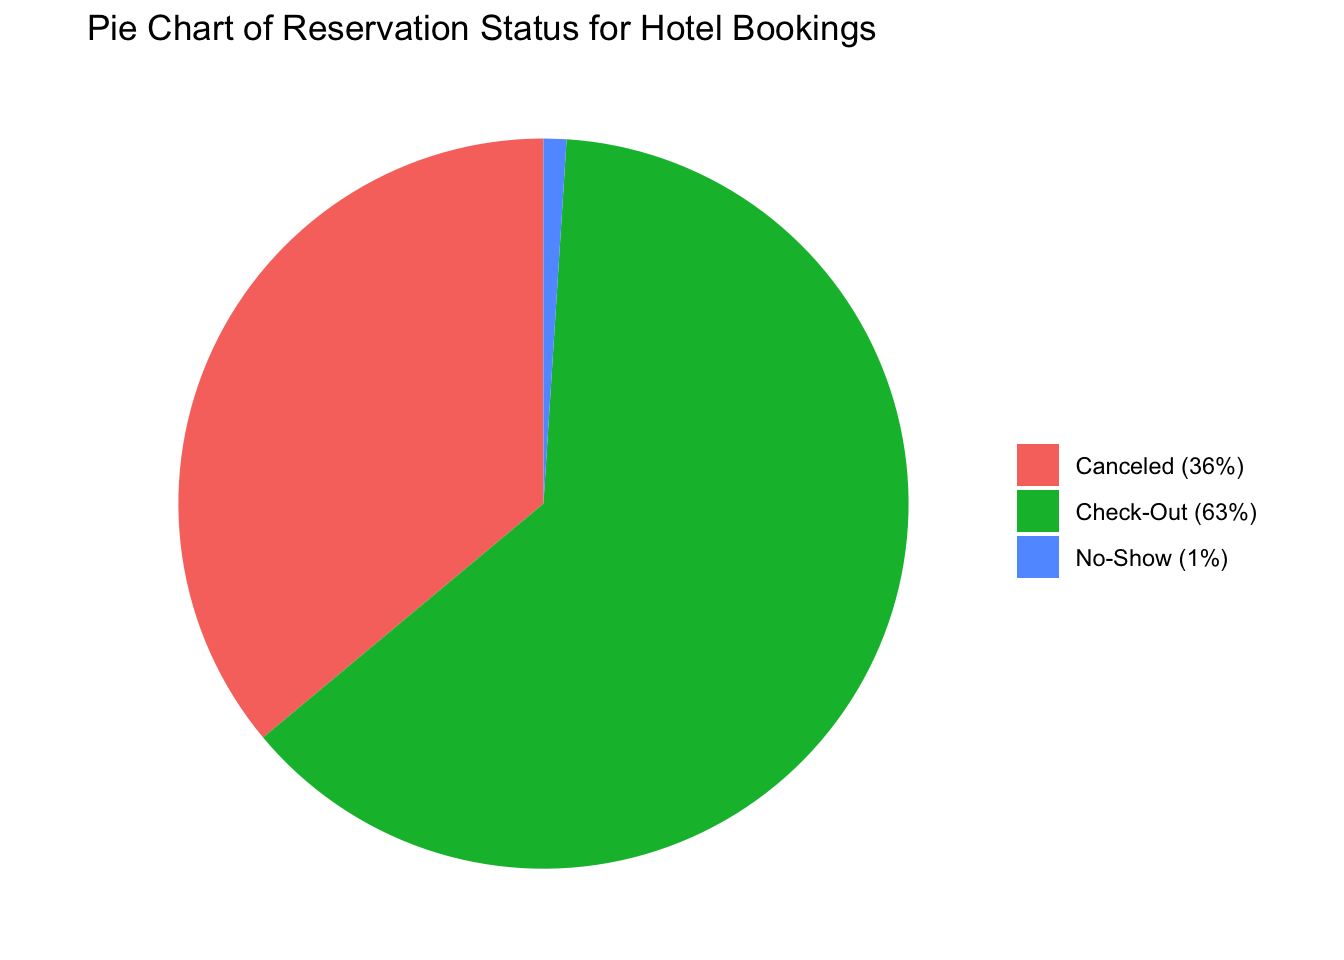 Pie Chart of Reservation Status for Hotel Bookings
Canceled (36%)
Check-Out (63%)
No-Show (1%)